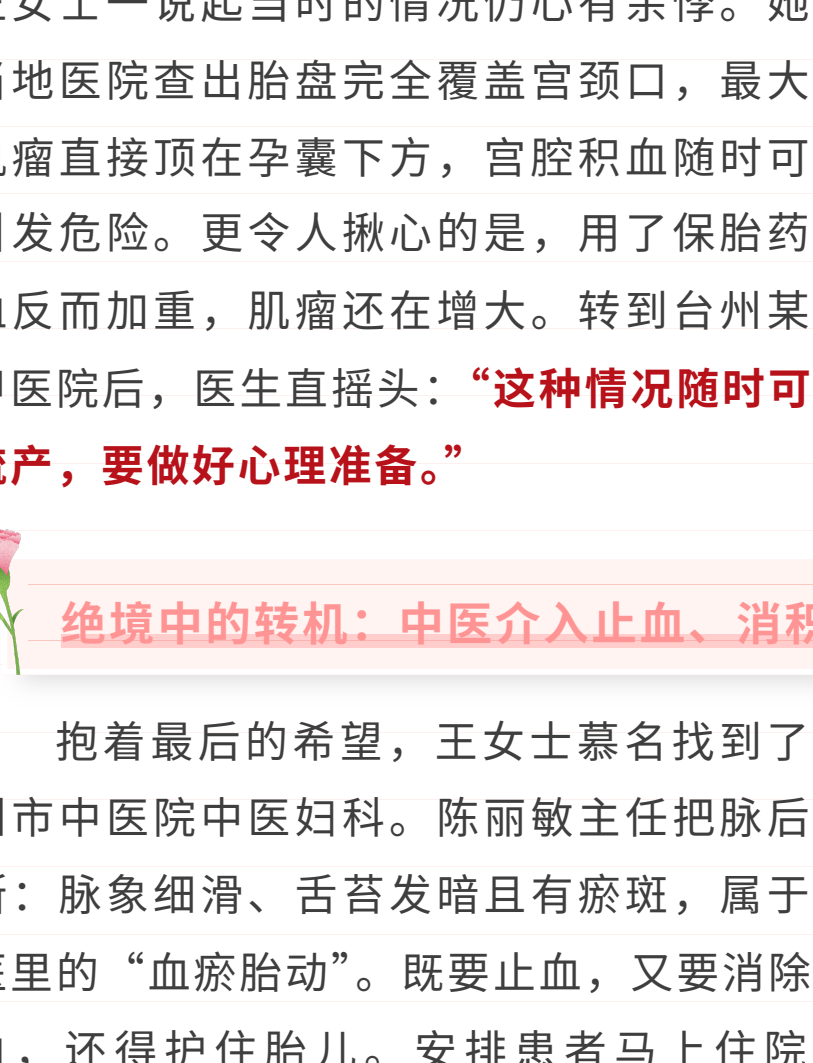 女士一说起当时的情况仍心有余悸。她
地医院查出胎盘完全覆盖宫颈口，最大
瘤直接顶在孕囊下方，宫腔积血随时可
发危险。更令人揪心的是，用了保胎药
反而加重，肌瘤还在增大。转到台州某
医院后，医生直摇头：“这种情况随时可
产，要做好心理准备。”
绝境中的转机：中医介入止血、消积
抱着最后的希望，王女士慕名找到了
市中医院中医妇科。陈丽敏主任把脉后
：脉象细滑、舌苔发暗且有瘀斑，属于
里的“血瘀胎动”。既要止血，又要消除
，还得护住胎儿。安排患者马上住院